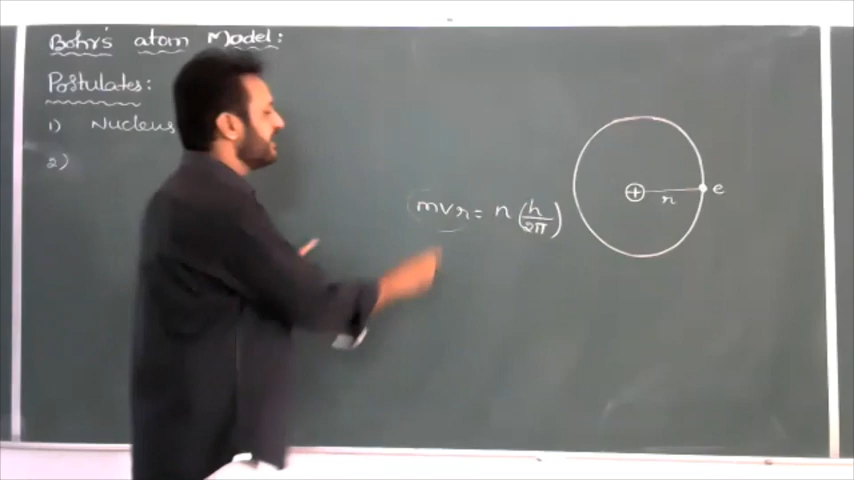 Bohr's atom Model:
Postulates:
1) Nucleus
2)
mvr = n (h/2π)
+
r
e